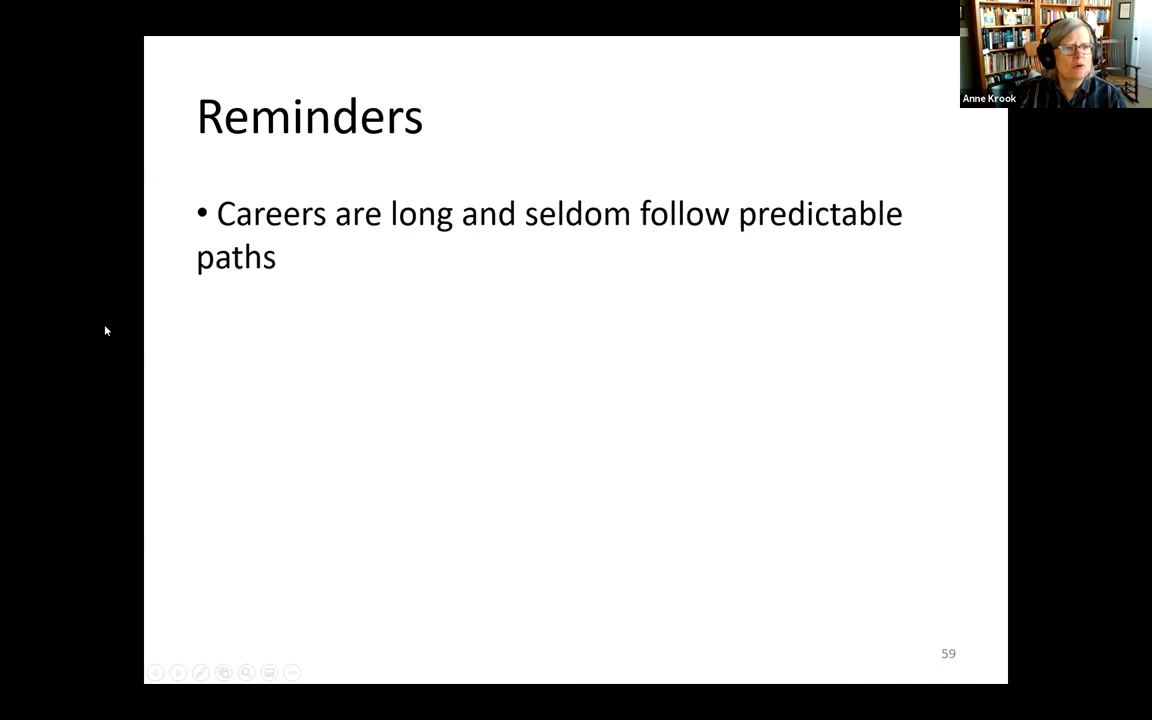 Anne Krook
Reminders
• Careers are long and seldom follow predictable
paths
59